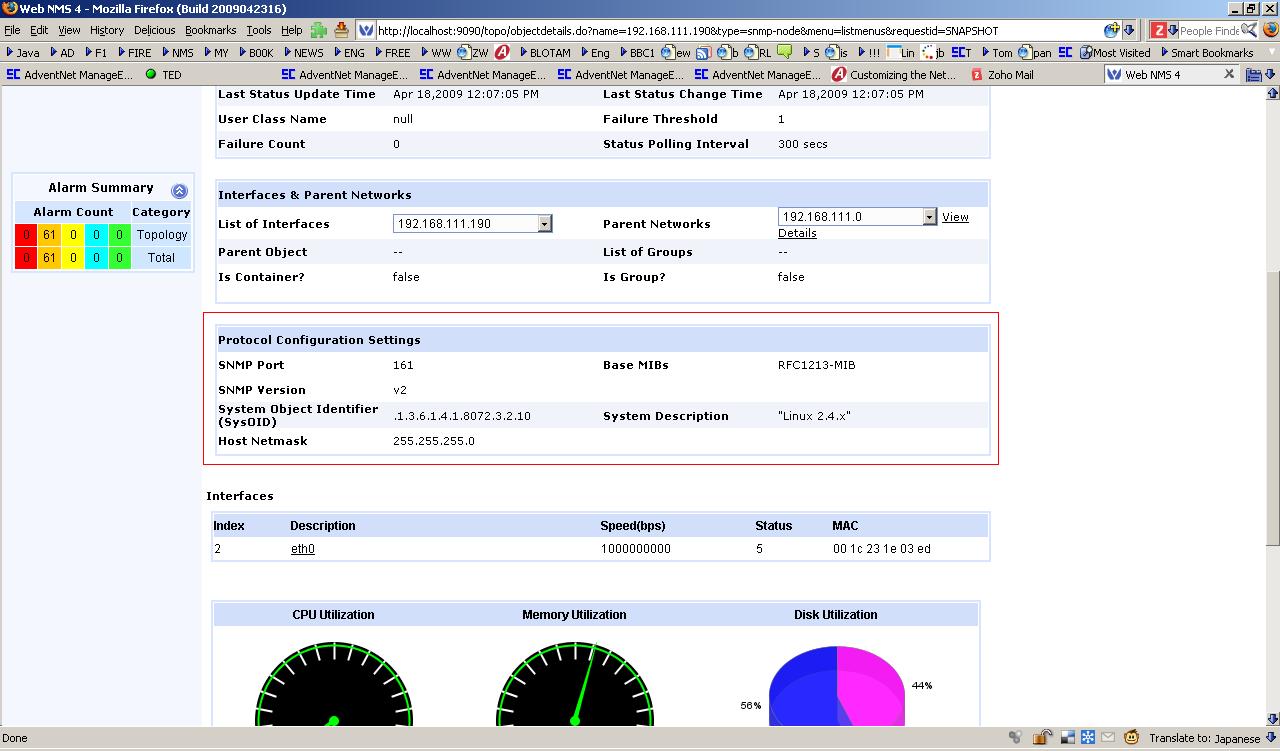 Web NMS 4 - Mozilla Firefox (Build 2009042316)
File Edit View History Delicious Bookmarks Tools Help
http://localhost:
0/topo/objectdetails.do?name=192.168.111.190&type=snmp-node&menu=listmenus&requestid=SNAPSHOT
People Finde
Java AD F1 FIRE NMS MY BOOK NEWS ENG FREE VW ZW BLOTAN Eng BBC1 is b ew b RL S is !!! Lin jb T Tom pan Most Visited Smart Bookmarks
AdventNet ManageE... TED AdventNet ManageE... AdventNet ManageE... AdventNet ManageE... AdventNet ManageE... Customizing the Net... Zoho Mail Web NMS 4
Last Status Update Time Apr 18,2009 12:07:05 PM Last Status Change Time Apr 18,2009 12:07:05 PM
User Class Name null Failure Threshold 1
Failure Count 0 Status Polling Interval 300 secs
Alarm Summary
Alarm Count Category
0 61 0 0 0 Topology
0 61 0 0 0 Total
Interfaces & Parent Networks
List of Interfaces 192.168.111.190 Parent Networks 192.168.111.0 View
Details
Parent Object -- List of Groups --
Is Container? false Is Group? false
Protocol Configuration Settings
SNMP Port 161 Base MIBs RFC1213-MIB
SNMP Version v2
System Object Identifier
(SysOID) .1.3.6.1.4.1.8072.3.2.10 System Description "Linux 2.4.x"
Host Netmask 255.255.255.0
Interfaces
Index Description Speed(bps) Status MAC
2 eth0 1000000000 5 00 1c 23 1e 03 ed
CPU Utilization Memory Utilization Disk Utilization
44%
56%
Done Translate to: Japanese